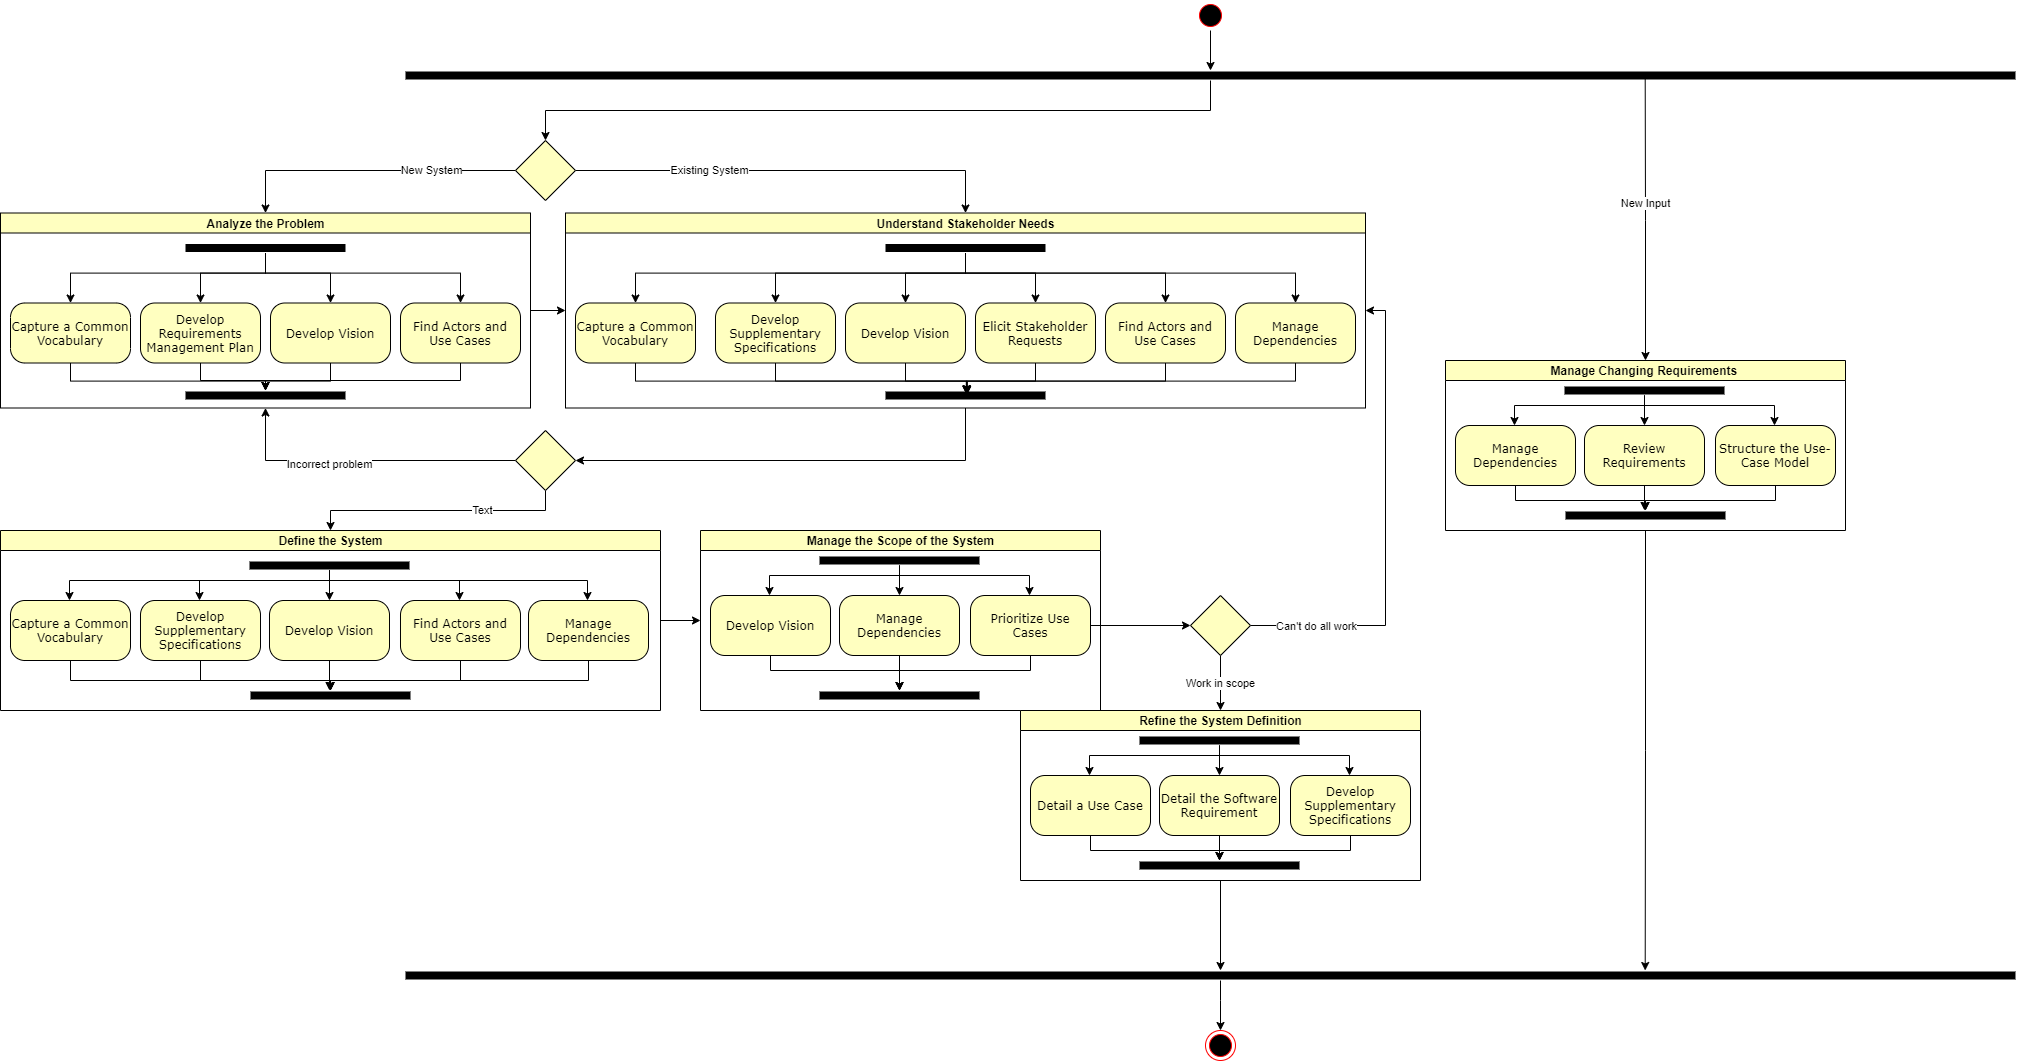 New System
Existing System
New Input
Analyze the Problem
Capture a Common
Vocabulary
Develop
Requirements
Management Plan
Develop Vision
Find Actors and
Use Cases
Understand Stakeholder Needs
Capture a Common
Vocabulary
Develop
Supplementary
Specifications
Develop Vision
Elicit Stakeholder
Requests
Find Actors and
Use Cases
Manage
Dependencies
Manage Changing Requirements
Manage
Dependencies
Review
Requirements
Structure the Use-
Case Model
Incorrect problem
Text
Define the System
Capture a Common
Vocabulary
Develop
Supplementary
Specifications
Develop Vision
Find Actors and
Use Cases
Manage
Dependencies
Manage the Scope of the System
Develop Vision
Manage
Dependencies
Prioritize Use
Cases
Can't do all work
Work in scope
Refine the System Definition
Detail a Use Case
Detail the Software
Requirement
Develop
Supplementary
Specifications